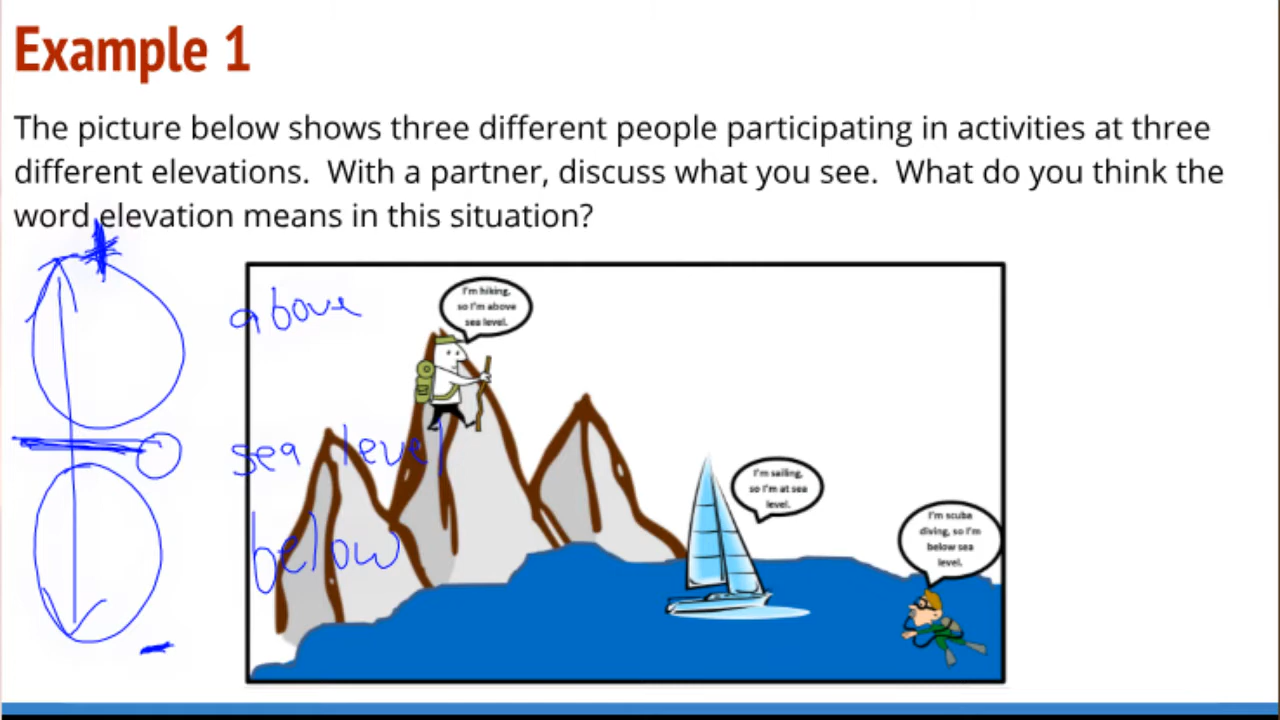 Example 1
The picture below shows three different people participating in activities at three
different elevations. With a partner, discuss what you see. What do you think the
word elevation means in this situation?
above
I'm hiking,
so I'm above
sea level.
sea level
I'm sailing,
so I'm at sea
level.
below
I'm scuba
diving, so I'm
below sea
level.